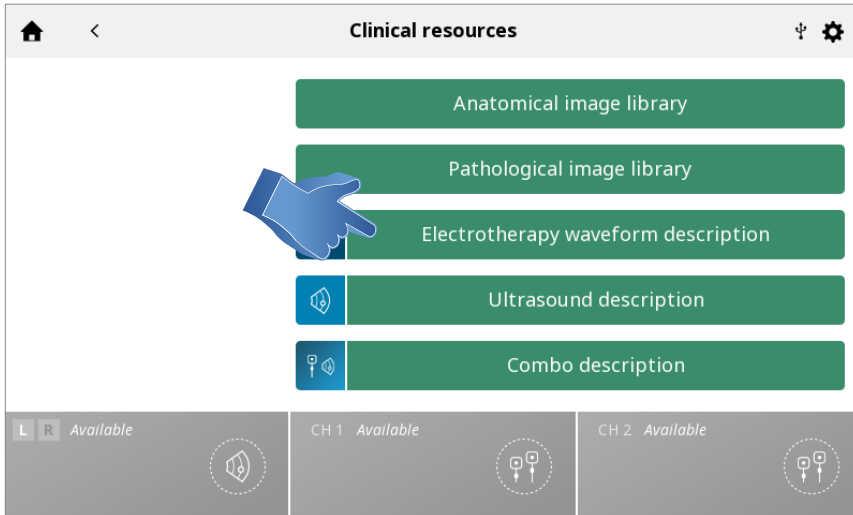 Clinical resources
Anatomical image library
Pathological image library
Electrotherapy waveform description
Ultrasound description
Combo description
L R Available
CH 1 Available
CH 2 Available